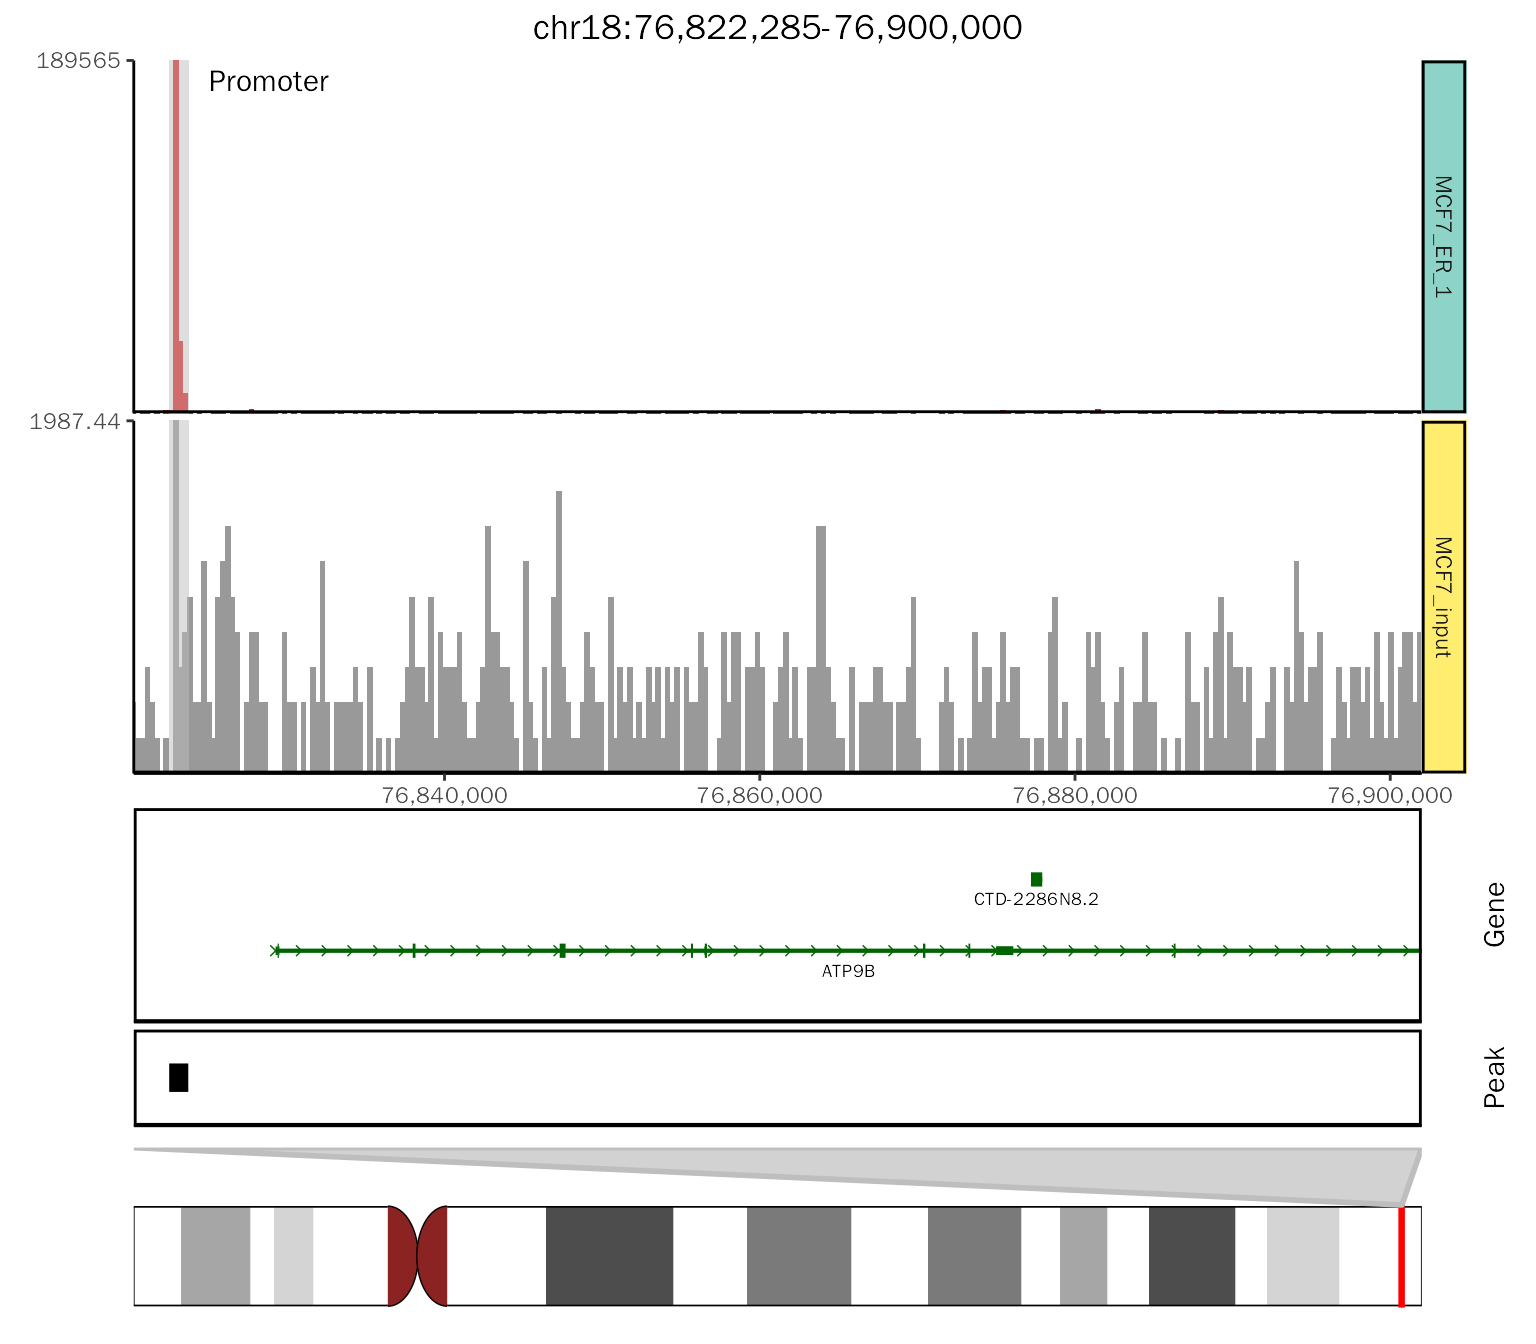 chr18:76,822,285-76,900,000
189565
Promoter
MCF7_ER_1
1987.44
MCF7_input
76,840,000
76,860,000
76,880,000
76,900,000
CTD-2286N8.2
ATP9B
Gene
Peak